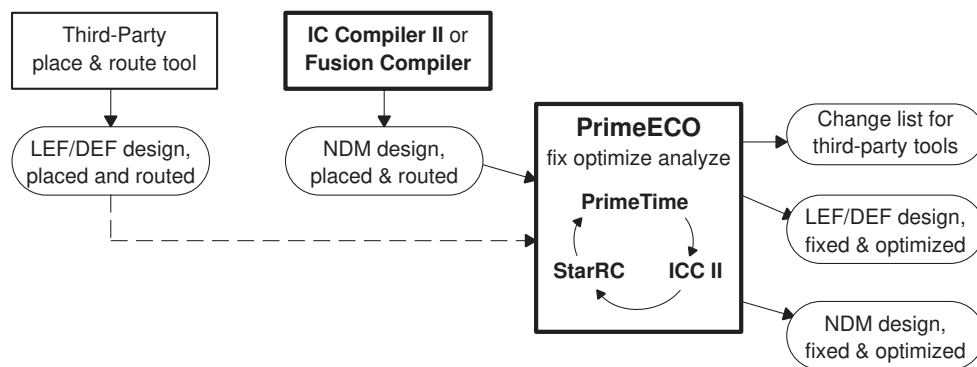 Third-Party
place & route tool
IC Compiler II or
Fusion Compiler
LEF/DEF design,
placed and routed
NDM design,
placed & routed
PrimeECO
fix optimize analyze
PrimeTime
StarRC
ICC II
Change list for
third-party tools
LEF/DEF design,
fixed & optimized
NDM design,
fixed & optimized